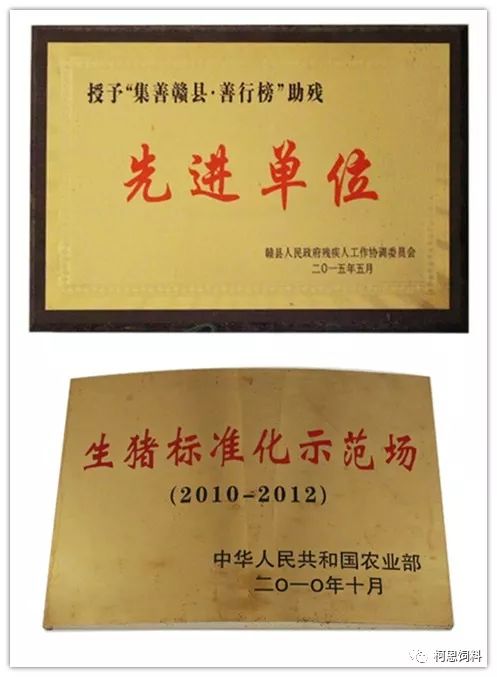 授予“集善赣县·善行榜”助残
先进单位
赣县人民政府残疾人工作协调委员会
二〇一五年五月
生猪标准化示范场
(2010-2012)
中华人民共和国农业部
二〇一〇年十月
柯恩饲料